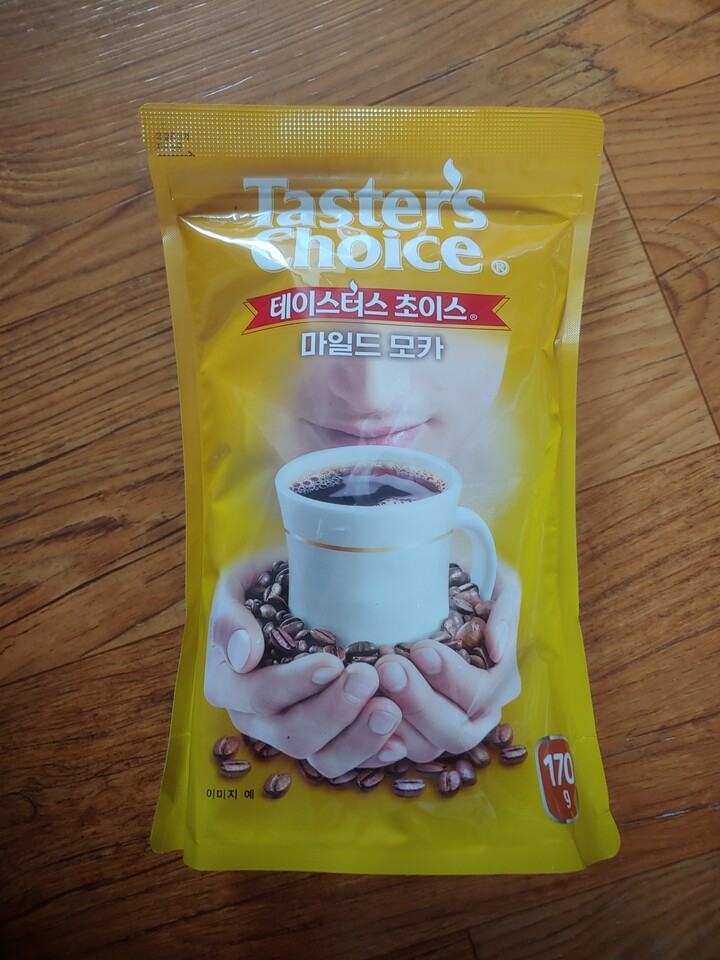 Taster's
Choice®
테이스터스 초이스®
마일드 모카
이미지 예
170
g